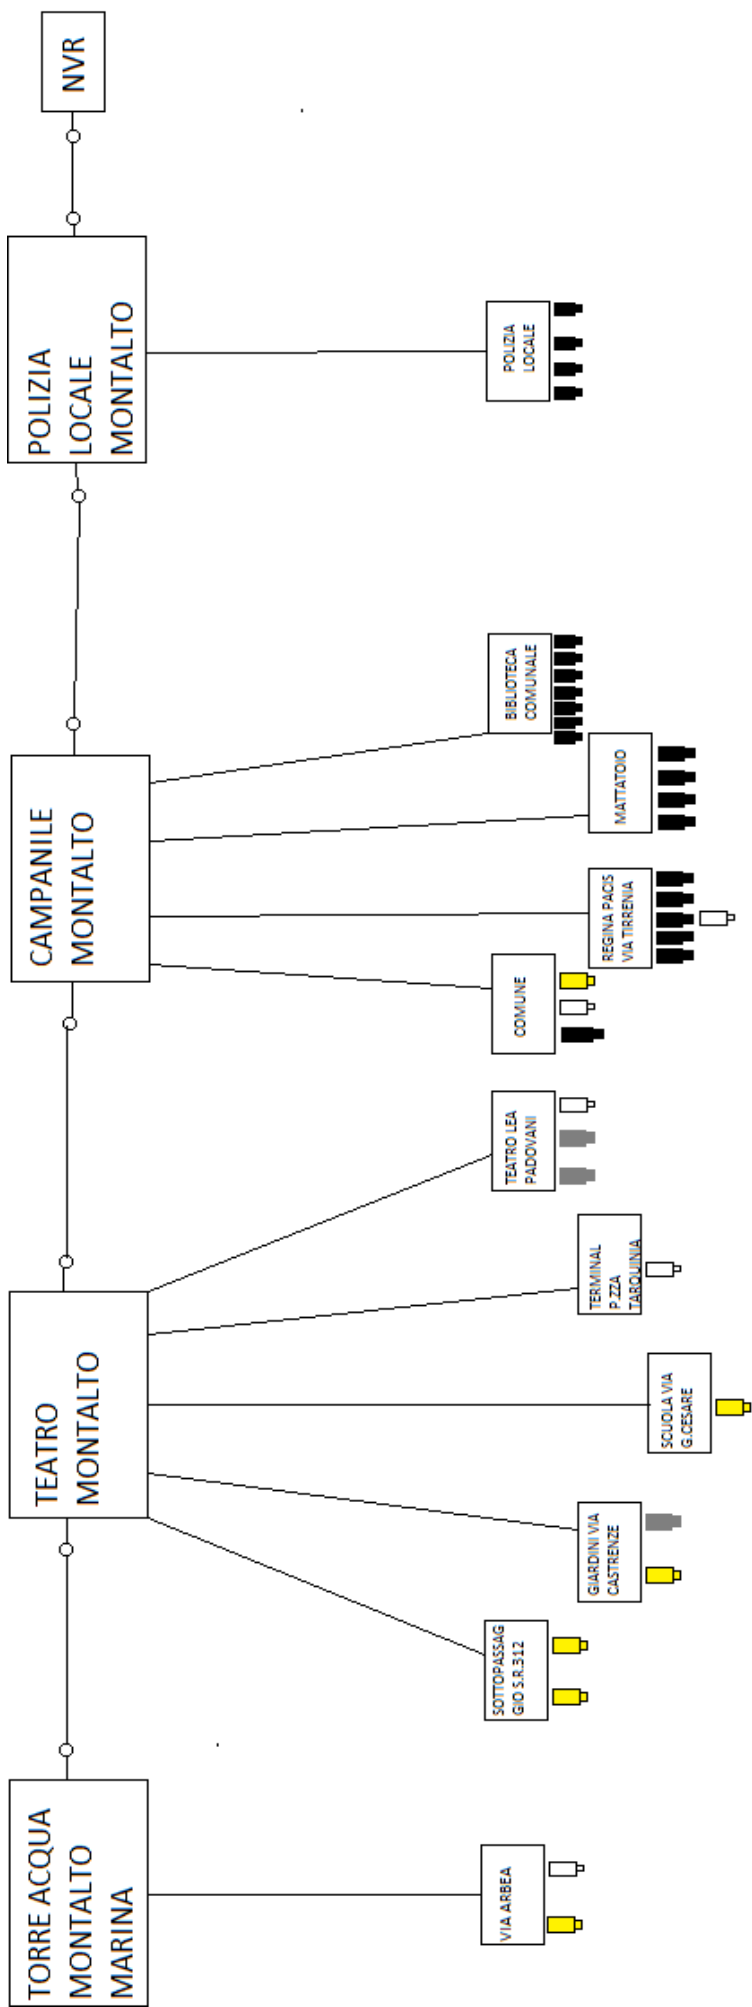 NVR
POLIZIA
LOCALE
MONTALTO
POLIZIA
LOCALE
CAMPANILE
MONTALTO
BIBLIOTECA
COMUNALE
MATTATOIO
REGINA PACIS
VIA TIRRENIA
COMUNE
TEATRO
MONTALTO
TEATRO LEA
PADOVANI
TERMINAL
P.ZZA
TARQUINIA
SCUOLA VIA
G.CESARE
GIARDINI VIA
CASTRENZE
SOTTOPASSAG
GIO S.R.312
TORRE ACQUA
MONTALTO
MARINA
VIA ARBEA